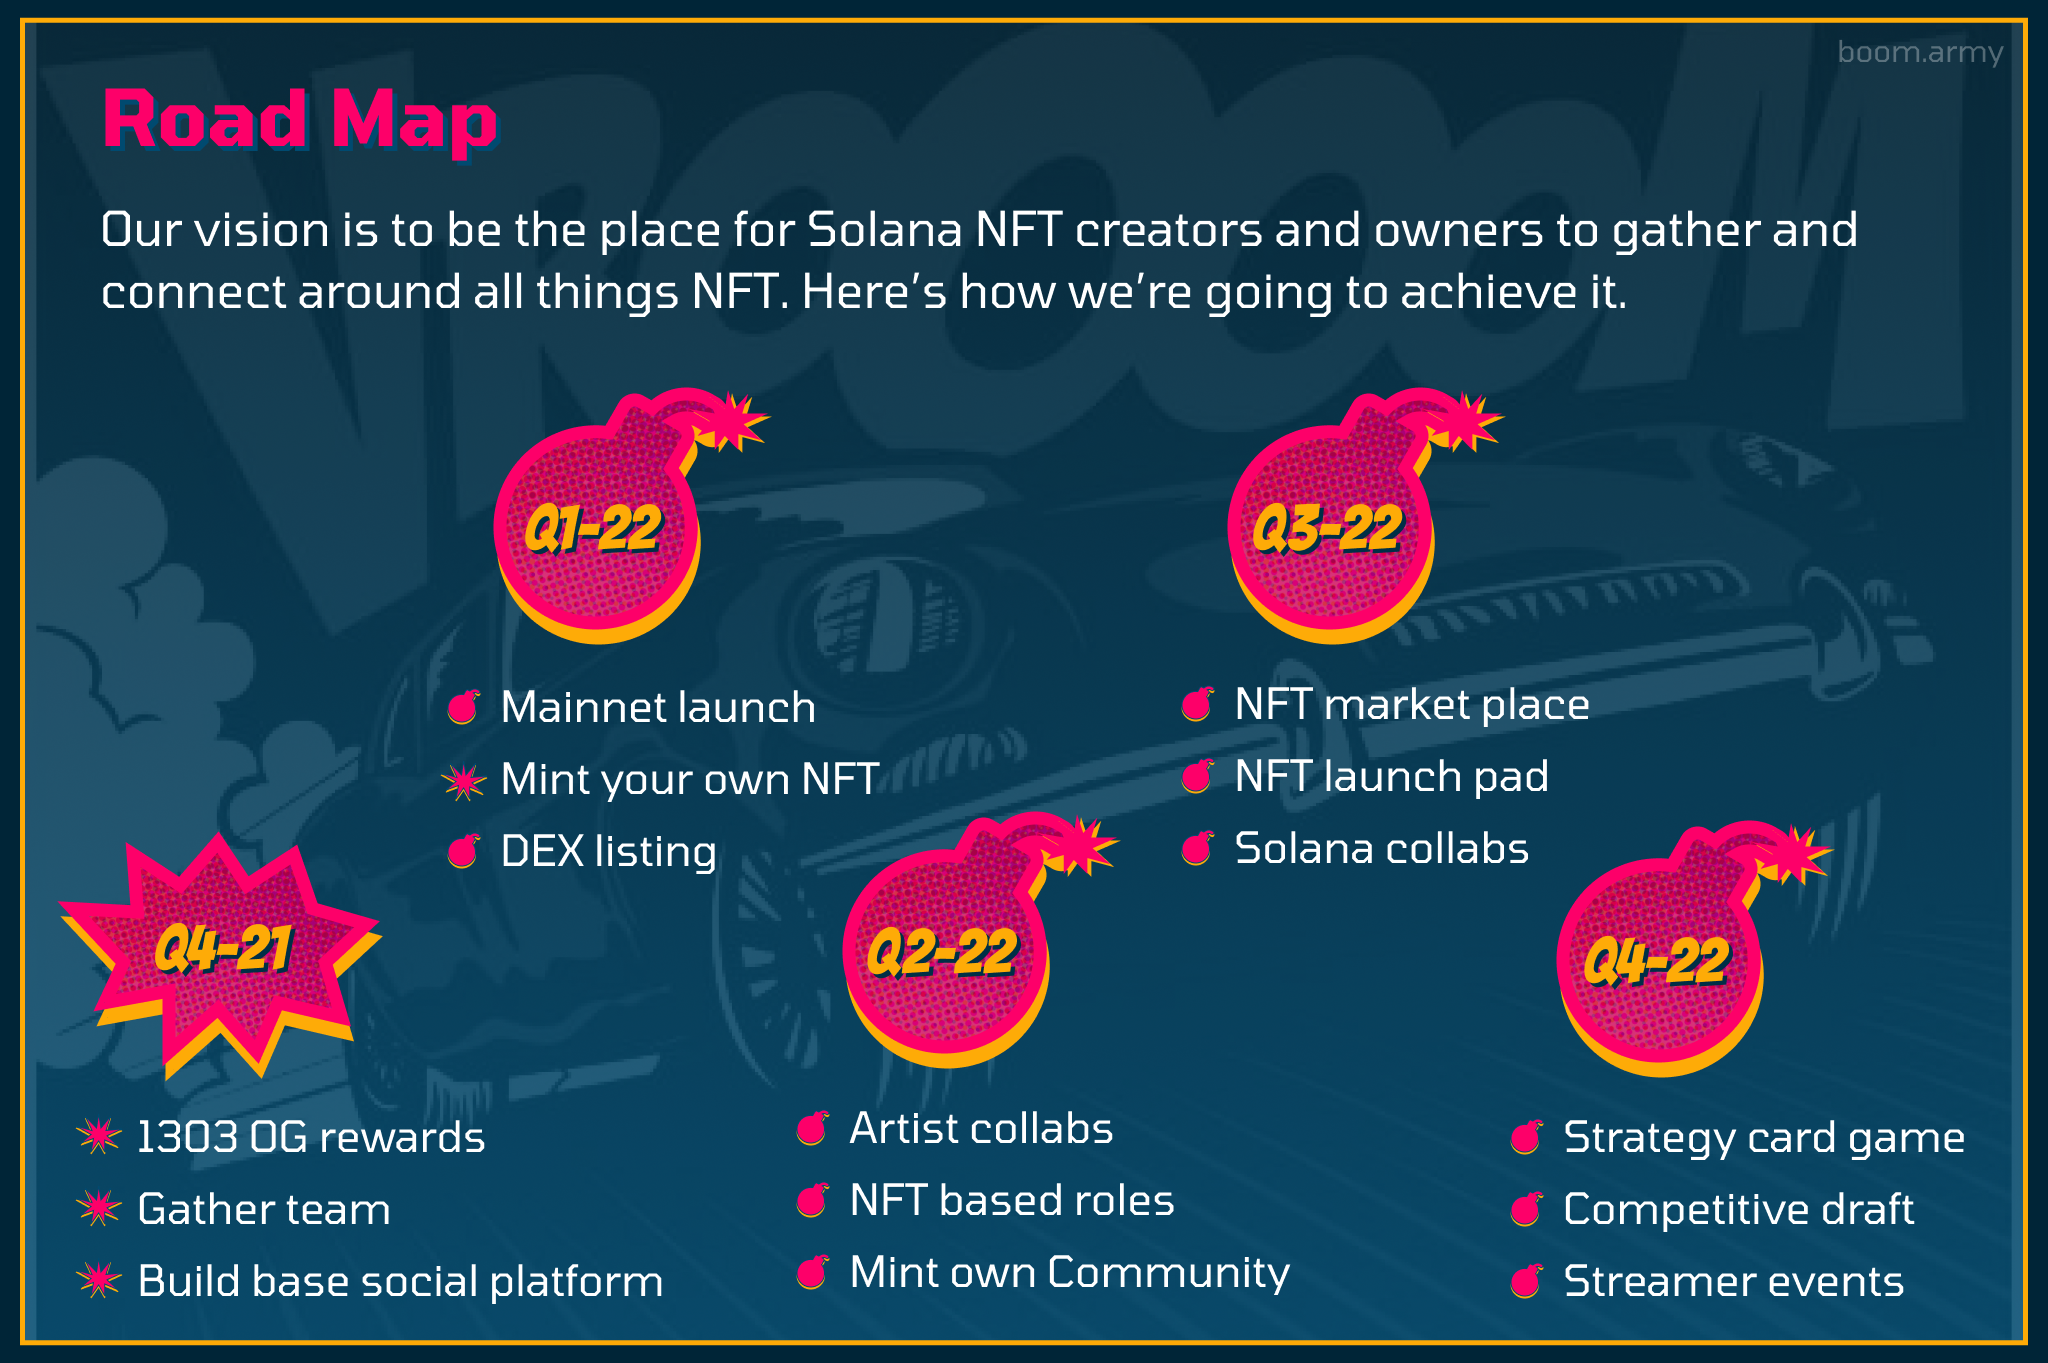 boom.army
Road Map
Our vision is to be the place for Solana NFT creators and owners to gather and
connect around all things NFT. Here's how we're going to achieve it.
VROOOOM
Q4-21
1303 OG rewards
Gather team
Build base social platform
Q1-22
Mainnet launch
Mint your own NFT
DEX listing
Q2-22
Artist collabs
NFT based roles
Mint own Community
Q3-22
NFT market place
NFT launch pad
Solana collabs
Q4-22
Strategy card game
Competitive draft
Streamer events